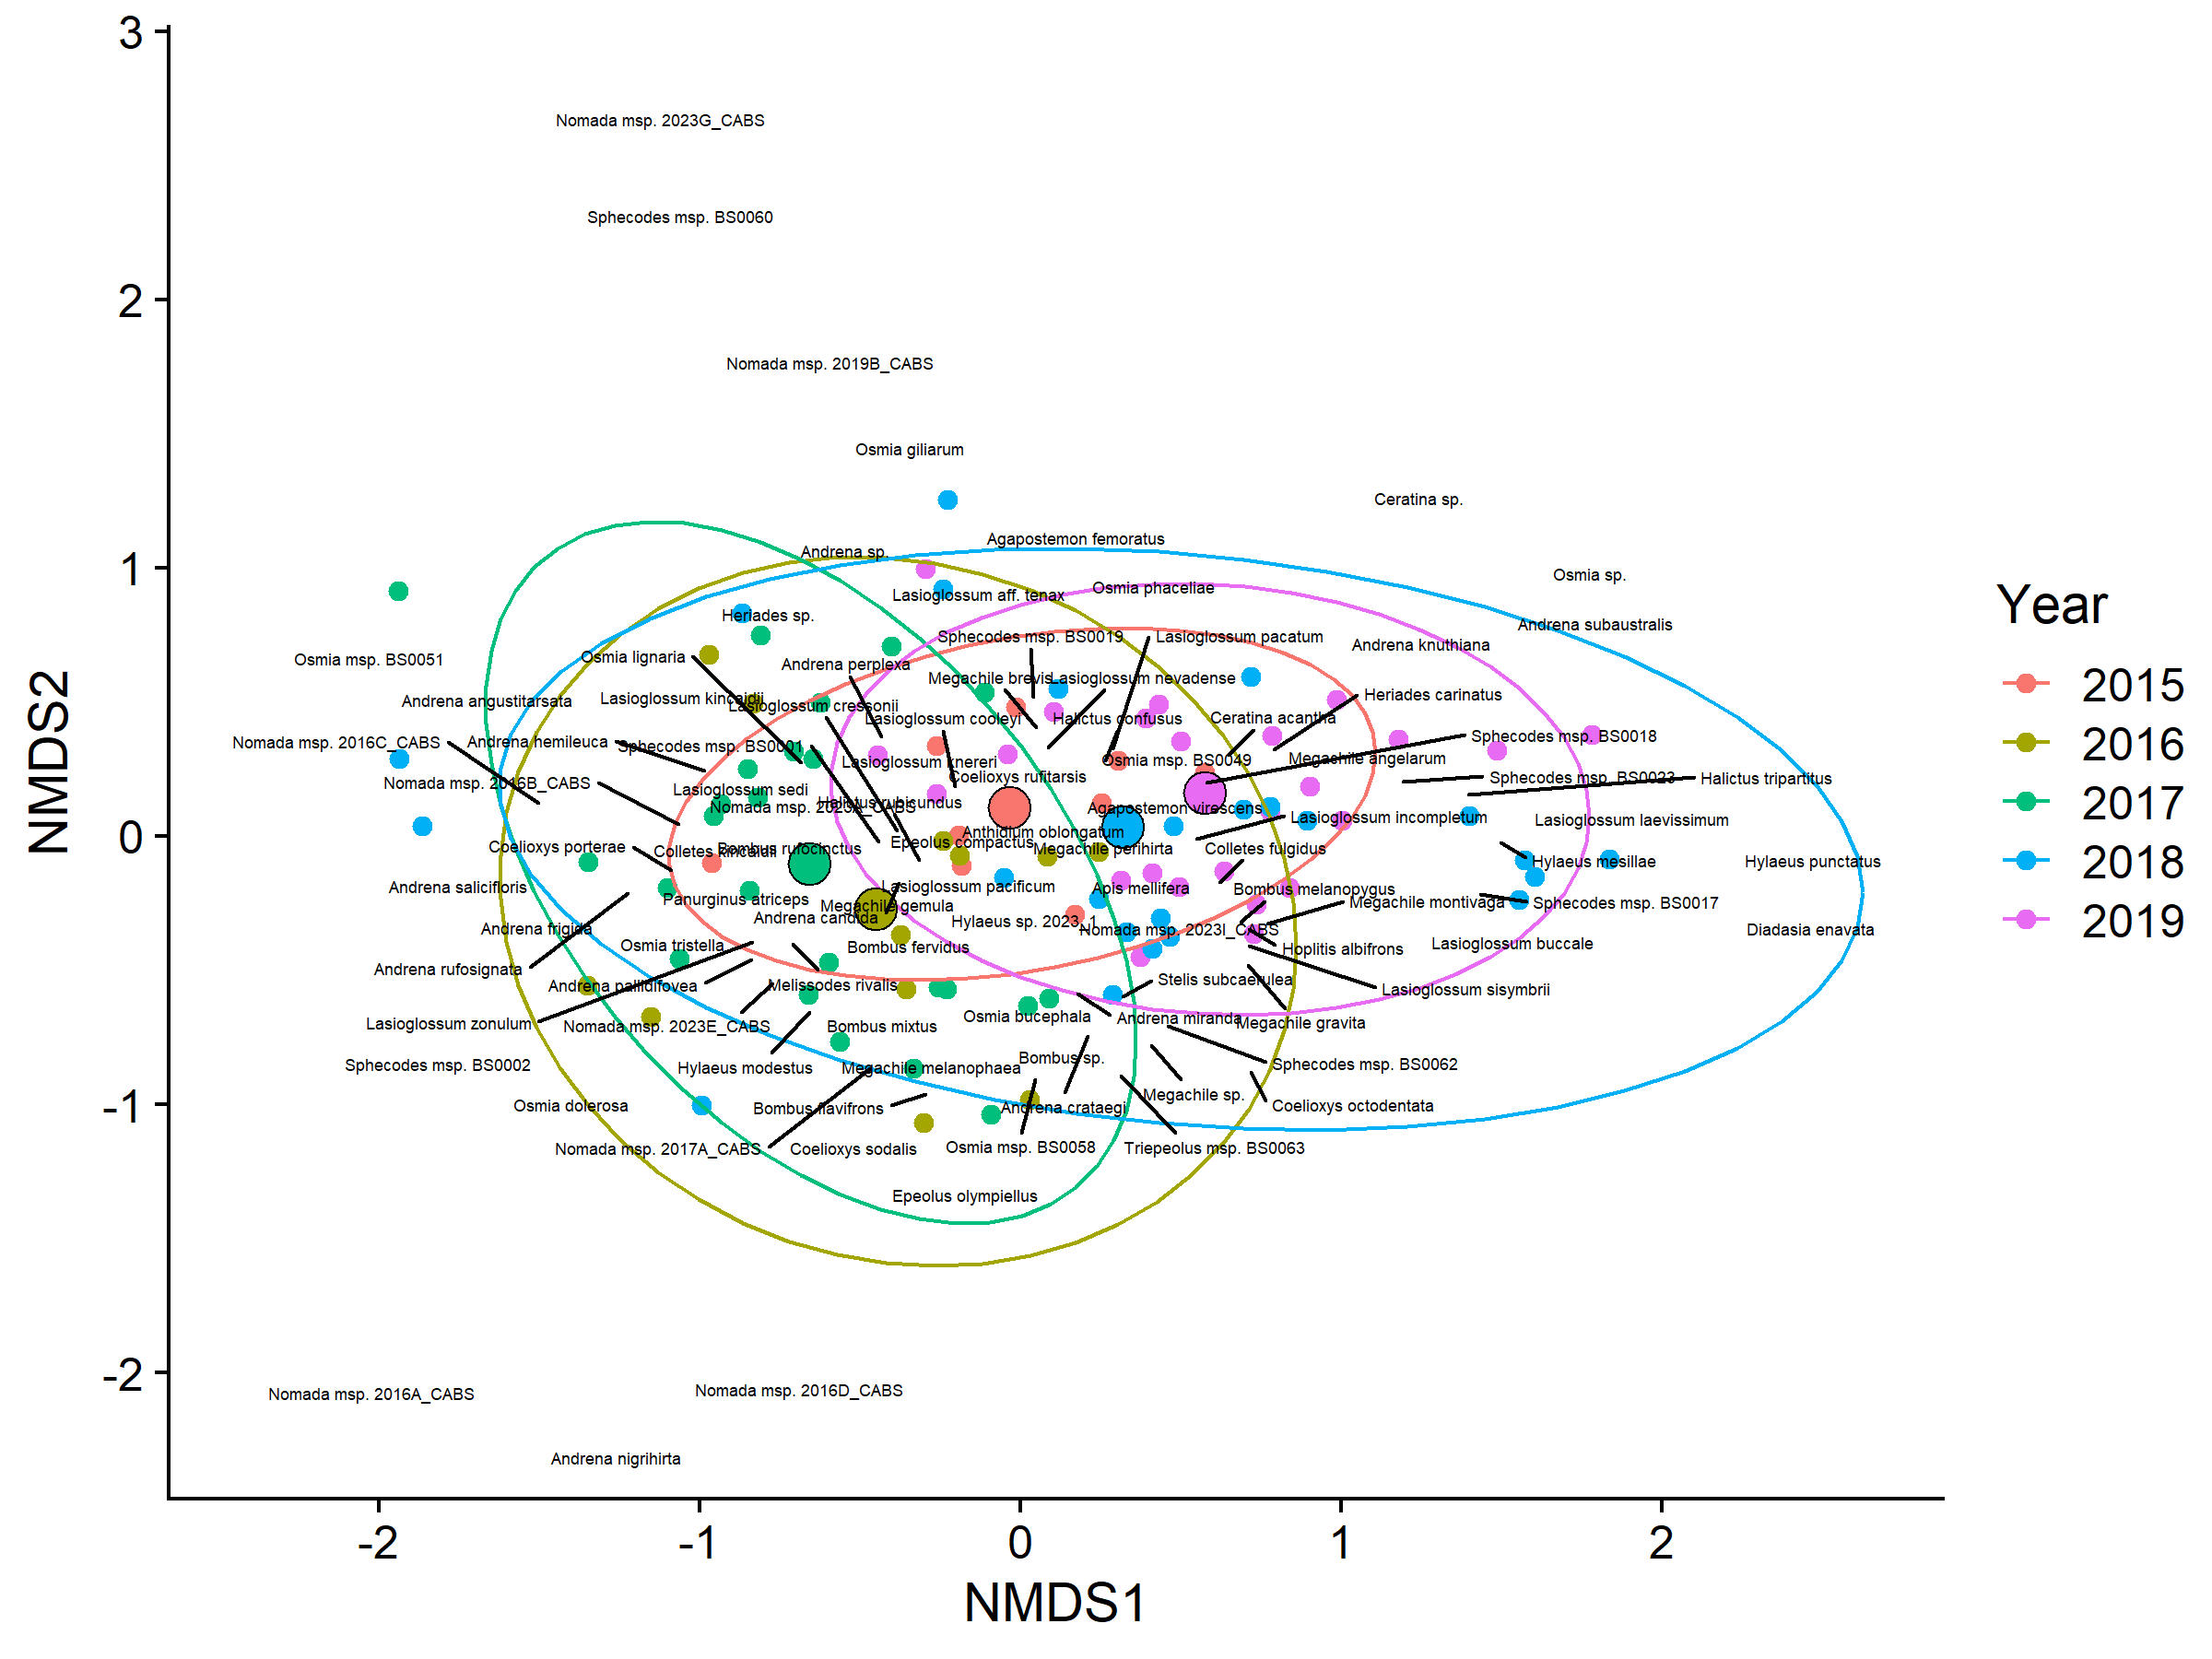 3
Nomada msp. 2023G_CABS
Sphecodes msp. BS0060
2
Nomada msp. 2019B_CABS
Osmia giliarum
Ceratina sp.
Agapostemon femoratus
Andrena sp.
1
Osmia sp.
Osmia phaceliae
Lasioglossum aff. tenax
Heriades sp.
Andrena subaustralis
Sphecodes msp. BS0019
Lasioglossum pacatum
Andrena knuthiana
Osmia msp. BS0051
Osmia lignaria
Andrena perplexa
Megachile brevis
Lasioglossum nevadense
Andrena angustitarsata
Lasioglossum kincaidii
Lasioglossum cressonii
Heriades carinatus
Lasioglossum cooleyi
Halictus confusus
Ceratina acantha
Nomada msp. 2016C_CABS
Andrena hemileuca
Sphecodes msp. BS0001
Sphecodes msp. BS0018
Lasioglossum knereri
Osmia msp. BS0049
Megachile angelarum
Nomada msp. 2016B_CABS
Coelioxys rufitarsis
Sphecodes msp. BS0023
Halictus tripartitus
Lasioglossum sedi
Halictus rubicundus
Agapostemon virescens
Lasioglossum incompletum
Lasioglossum laevissimum
Anthidium oblongatum
Epeolus compactus
Coelioxys porterae
Colletes kincaidii
Bombus rufocinctus
Megachile perihirta
Colletes fulgidus
Hylaeus mesillae
Hylaeus punctatus
Andrena salicifloris
Lasioglossum pacificum
Apis mellifera
Bombus melanopygus
Panurginus atriceps
Megachile gemula
Megachile montivaga
Sphecodes msp. BS0017
Andrena candida
Hylaeus sp. 2023_1
Andrena frigida
Nomada msp. 2023I_CABS
Diadasia enavata
Osmia tristella
Bombus fervidus
Hoplitis albifrons
Lasioglossum buccale
Andrena rufosignata
Andrena pallidifovea
Melissodes rivalis
Stelis subcaerulea
Lasioglossum sisymbrii
Lasioglossum zonulum
Nomada msp. 2023E_CABS
Bombus mixtus
Osmia bucephala
Andrena miranda
Megachile gravita
Sphecodes msp. BS0002
Hylaeus modestus
Megachile melanophaea
Bombus sp.
Sphecodes msp. BS0062
Osmia dolerosa
Bombus flavifrons
Andrena crataegi
Megachile sp.
Coelioxys octodentata
Nomada msp. 2017A_CABS
Coelioxys sodalis
Osmia msp. BS0058
Triepeolus msp. BS0063
Epeolus olympiellus
0
-1
-2
Nomada msp. 2016A_CABS
Nomada msp. 2016D_CABS
Andrena nigrihirta
-2
-1
0
1
2
NMDS1
NMDS2
Year
2015
2016
2017
2018
2019